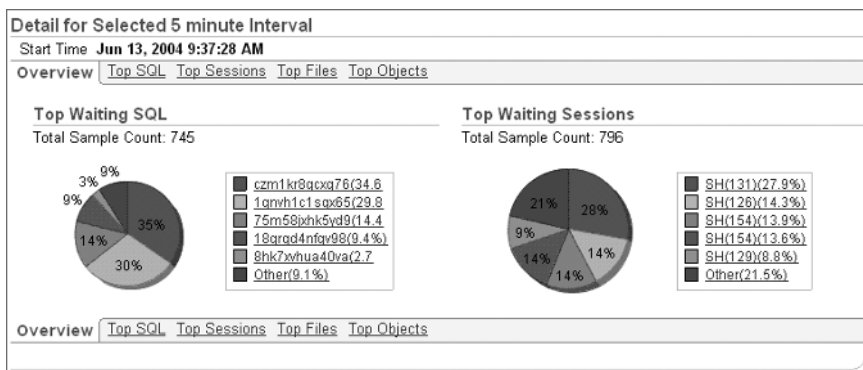 Detail for Selected 5 minute Interval
Start Time Jun 13, 2004 9:37:28 AM
Overview Top SQL Top Sessions Top Files Top Objects
Top Waiting SQL
Total Sample Count: 745
35%
30%
14%
9%
3%
9%
czm1kr8qcxq76(34.6
1qnvh1c1sqx65(29.8
75m58jxhk5yd9(14.4
18qrqd4nfqv98(9.4%)
8hk7xvhua40va(2.7
Other(9.1%)
Top Waiting Sessions
Total Sample Count: 796
28%
14%
14%
14%
9%
21%
SH(131)(27.9%)
SH(126)(14.3%)
SH(154)(13.9%)
SH(154)(13.6%)
SH(129)(8.8%)
Other(21.5%)
Overview Top SQL Top Sessions Top Files Top Objects